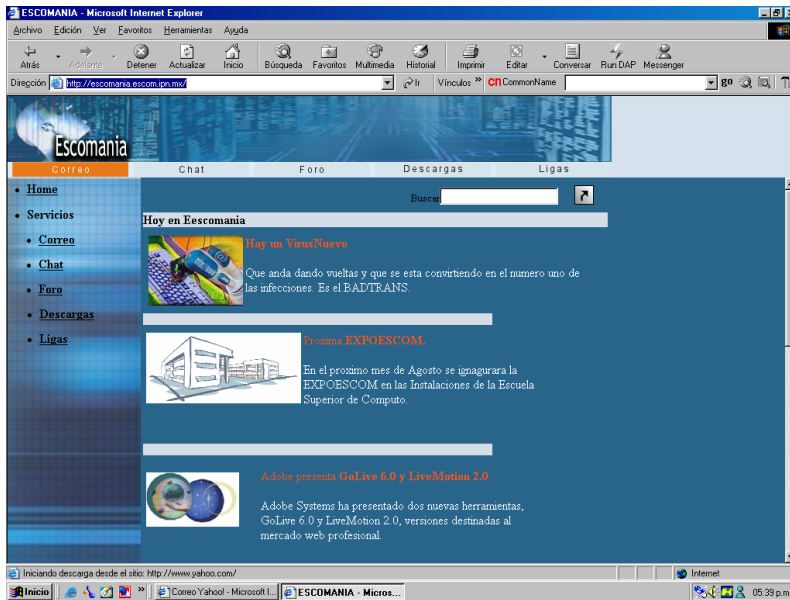 ESCOMANIA - Microsoft Internet Explorer
Archivo Edición Ver Favoritos Herramientas Ayuda
Atrás Adelante Detener Actualizar Inicio Búsqueda Favoritos Multimedia Historial Imprimir Editar Conversar Run DAP Messenger
Dirección http://escomania.escom.ipn.mx/ Ir Vínculos » Cn CommonName go
Escomania
Correo Chat Foro Descargas Ligas
Home
Buscar
Servicios
Hoy en Eescomania
Correo
Hay un VirusNuevo
Chat
Que anda dando vueltas y que se esta convirtiendo en el numero uno de
las infecciones. Es el BADTRANS.
Foro
Descargas
Ligas
Proxima EXPOESCOM.
En el proximo mes de Agosto se ignagurara la
EXPOESCOM en las Instalaciones de la Escuela
Superior de Computo.
Adobe presenta GoLive 6.0 y LiveMotion 2.0
Adobe Systems ha presentado dos nuevas herramientas,
GoLive 6.0 y LiveMotion 2.0, versiones destinadas al
mercado web profesional.
Iniciando descarga desde el sitio: http://www.yahoo.com/ Internet
Inicio » Correo Yahoo! - Microsoft I... ESCOMANIA - Micros... 05:39 p.m.